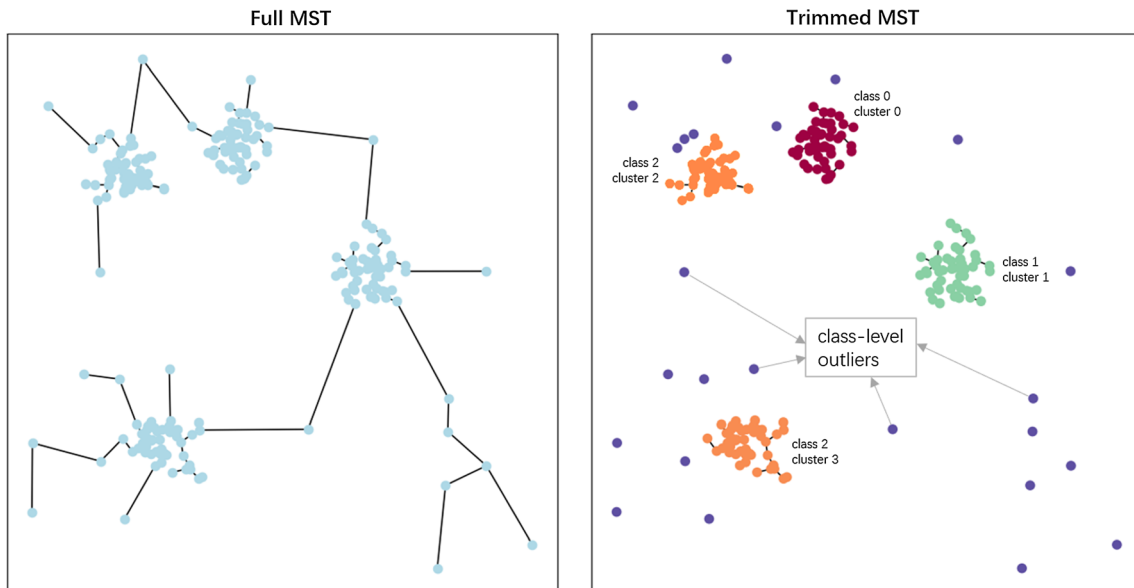 Full MST
Trimmed MST
class 0
cluster 0
class 2
cluster 2
class 1
cluster 1
class-level
outliers
class 2
cluster 3